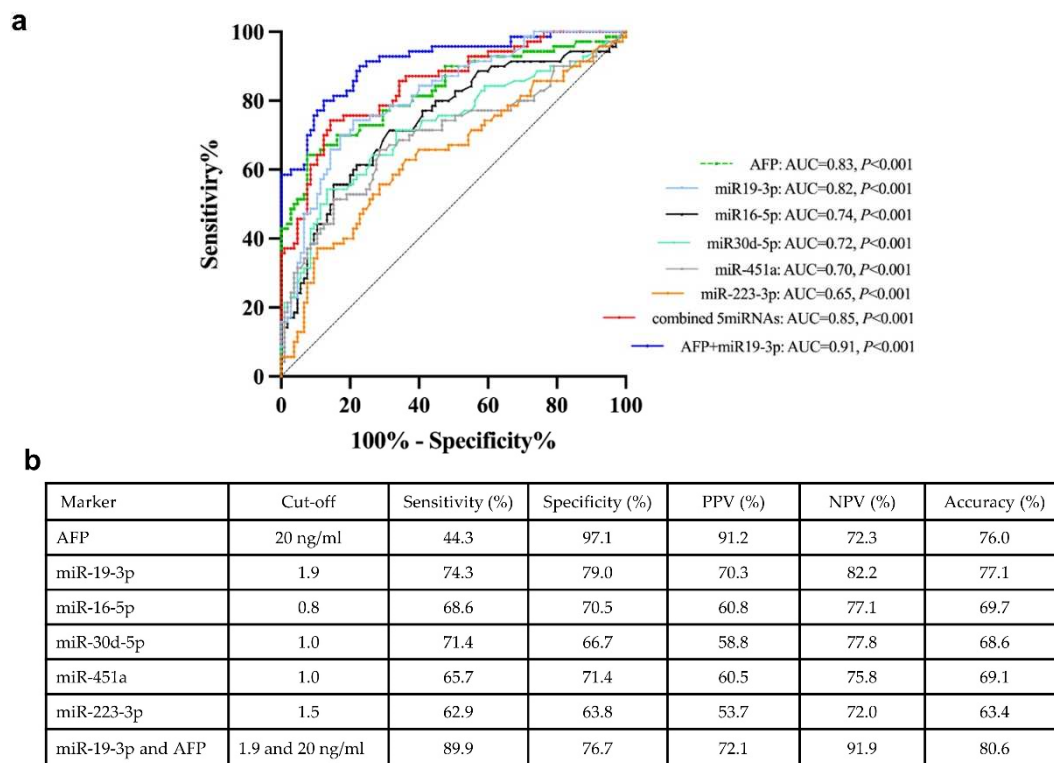 a
100
80
60
40
20
0
Sensitiviry%
0 20 40 60 80 100
100% - Specificity%
AFP: AUC=0.83, P<0.001
miR19-3p: AUC=0.82, P<0.001
miR16-5p: AUC=0.74, P<0.001
miR30d-5p: AUC=0.72, P<0.001
miR-451a: AUC=0.70, P<0.001
miR-223-3p: AUC=0.65, P<0.001
combined 5miRNAs: AUC=0.85, P<0.001
AFP+miR19-3p: AUC=0.91, P<0.001
b
Marker Cut-off Sensitivity (%) Specificity (%) PPV (%) NPV (%) Accuracy (%)
AFP 20 ng/ml 44.3 97.1 91.2 72.3 76.0
miR-19-3p 1.9 74.3 79.0 70.3 82.2 77.1
miR-16-5p 0.8 68.6 70.5 60.8 77.1 69.7
miR-30d-5p 1.0 71.4 66.7 58.8 77.8 68.6
miR-451a 1.0 65.7 71.4 60.5 75.8 69.1
miR-223-3p 1.5 62.9 63.8 53.7 72.0 63.4
miR-19-3p and AFP 1.9 and 20 ng/ml 89.9 76.7 72.1 91.9 80.6